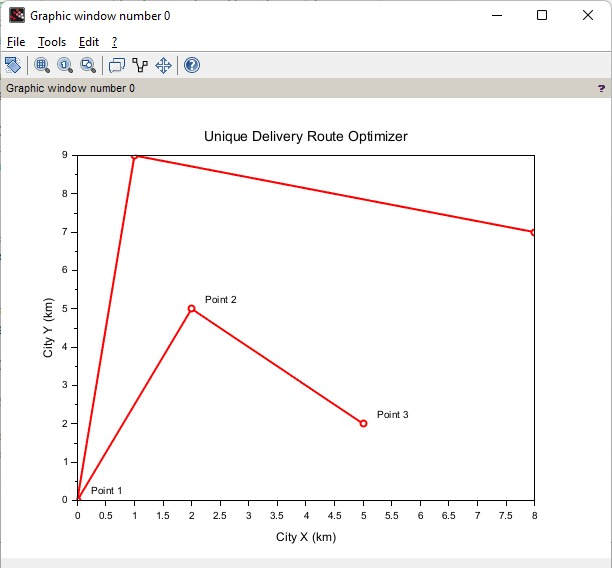 Graphic window number 0
File Tools Edit ?
Graphic window number 0 ?
Unique Delivery Route Optimizer
9
8
7
6
5
4
3
2
1
0
City Y (km)
Point 2
Point 3
Point 1
0 0.5 1 1.5 2 2.5 3 3.5 4 4.5 5 5.5 6 6.5 7 7.5 8
City X (km)